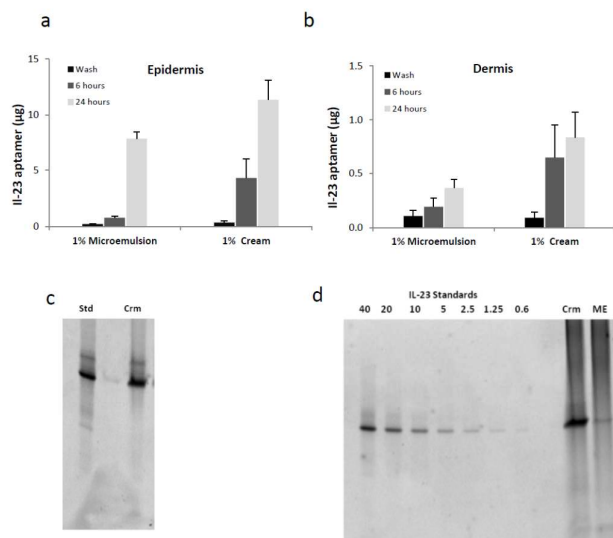 a
Epidermis
Wash
6 hours
24 hours
Il-23 aptamer (µg)
15
10
5
0
1% Microemulsion
1% Cream
b
Dermis
Wash
6 hours
24 hours
Il-23 aptamer (µg)
1.5
1.0
0.5
0.0
1% Microemulsion
1% Cream
c
Std Crm
d
IL-23 Standards
40 20 10 5 2.5 1.25 0.6 Crm ME